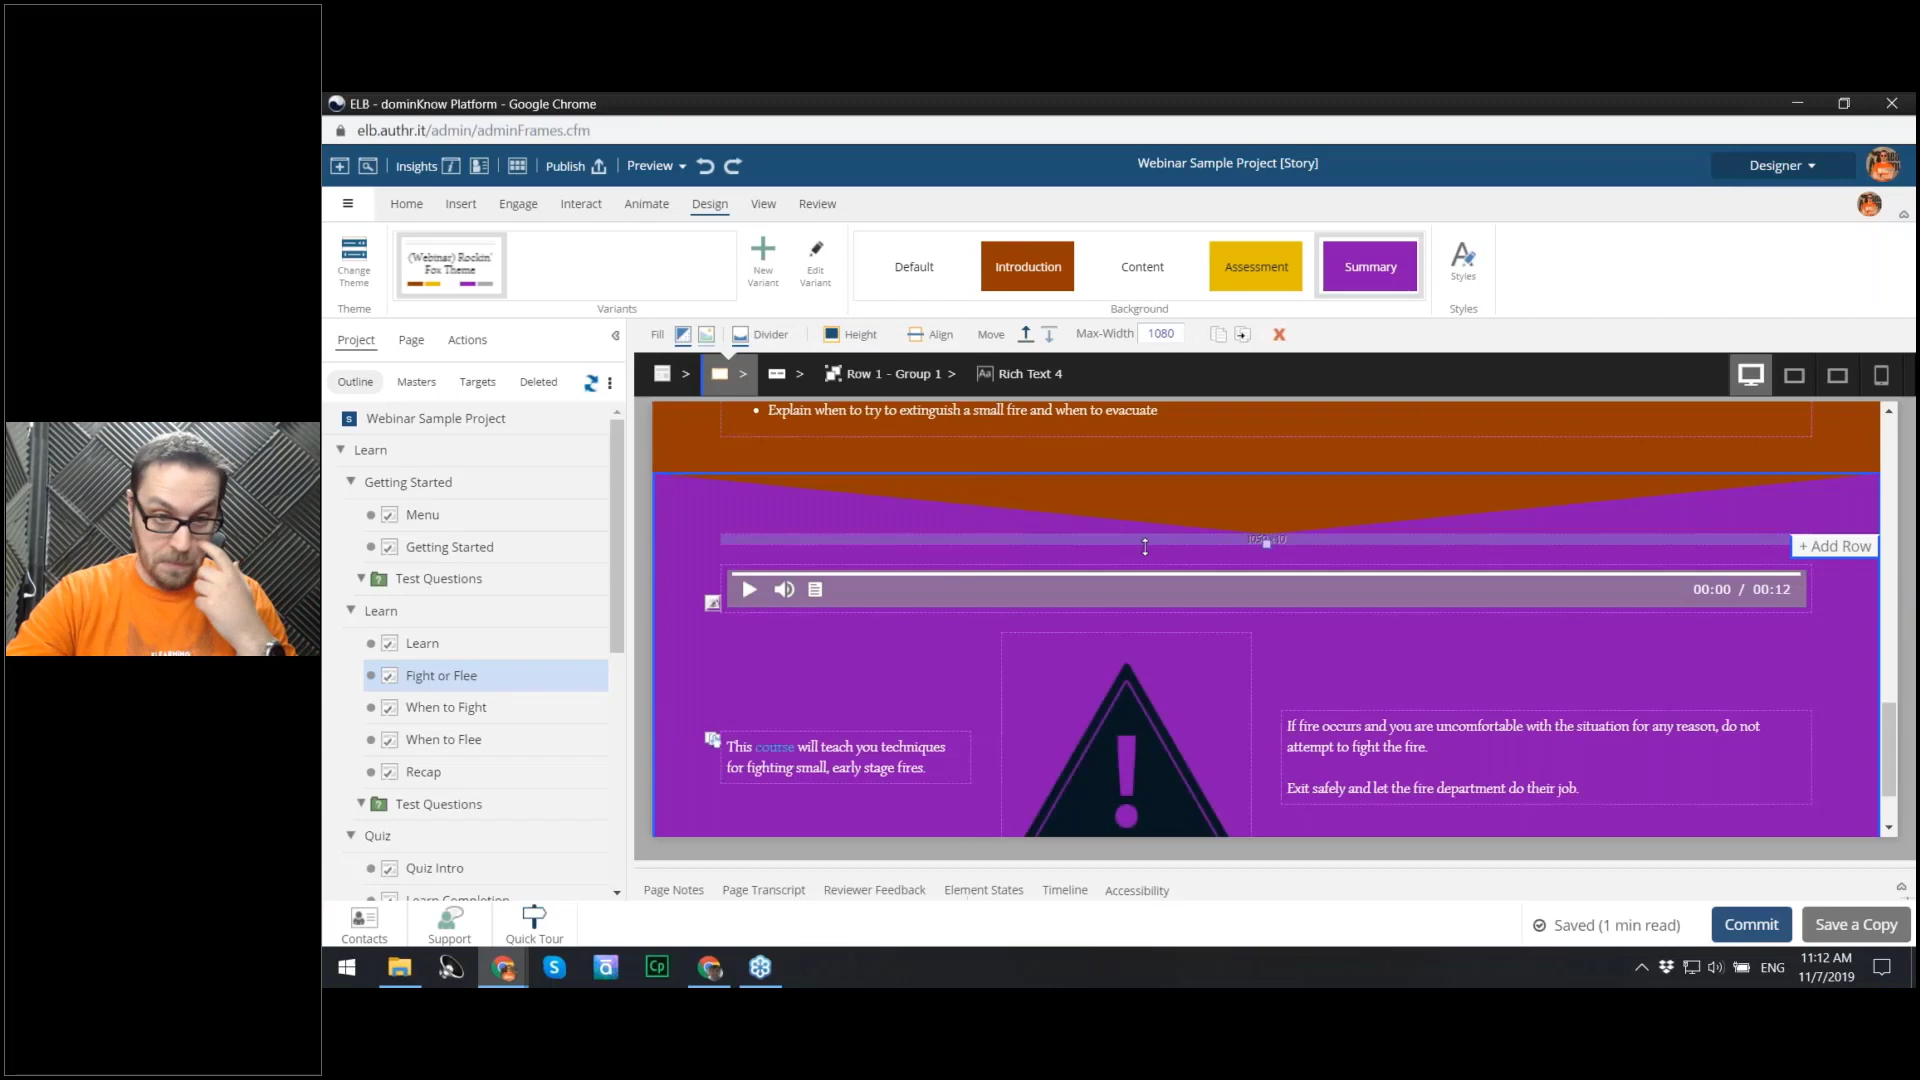 ELB - dominKnow Platform - Google Chrome
elb.authr.it/admin/adminFrames.cfm
Insights
Publish
Preview
Webinar Sample Project [Story]
Designer
Home Insert Engage Interact Animate Design View Review
Change Theme
Theme
(Webinar) Rockin' Fox Theme
New Variant
Edit Variant
Variants
Default
Introduction
Content
Assessment
Summary
Background
Styles
Styles
Project Page Actions
Fill Divider Height Align Move Max-Width 1080
Outline Masters Targets Deleted
> > > Row 1 - Group 1 > Rich Text 4
Webinar Sample Project
Learn
Getting Started
Menu
Getting Started
Test Questions
Learn
Learn
Fight or Flee
When to Fight
When to Flee
Recap
Test Questions
Quiz
Quiz Intro
Learn Completion
• Explain when to try to extinguish a small fire and when to evacuate
+ Add Row
00:00 / 00:12
This course will teach you techniques
for fighting small, early stage fires.
If fire occurs and you are uncomfortable with the situation for any reason, do not
attempt to fight the fire.
Exit safely and let the fire department do their job.
Page Notes Page Transcript Reviewer Feedback Element States Timeline Accessibility
Contacts Support Quick Tour
Saved (1 min read)
Commit
Save a Copy
Cp
ENG
11:12 AM
11/7/2019